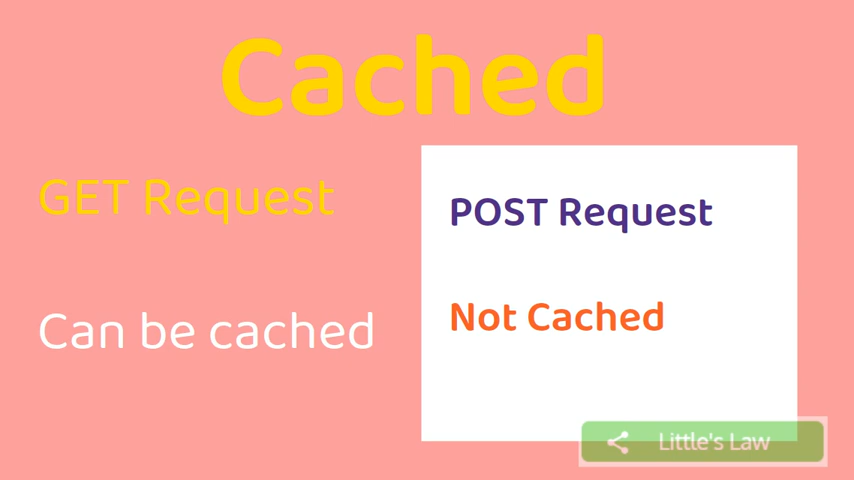 Cached
GET Request
Can be cached
POST Request
Not Cached
Little's Law